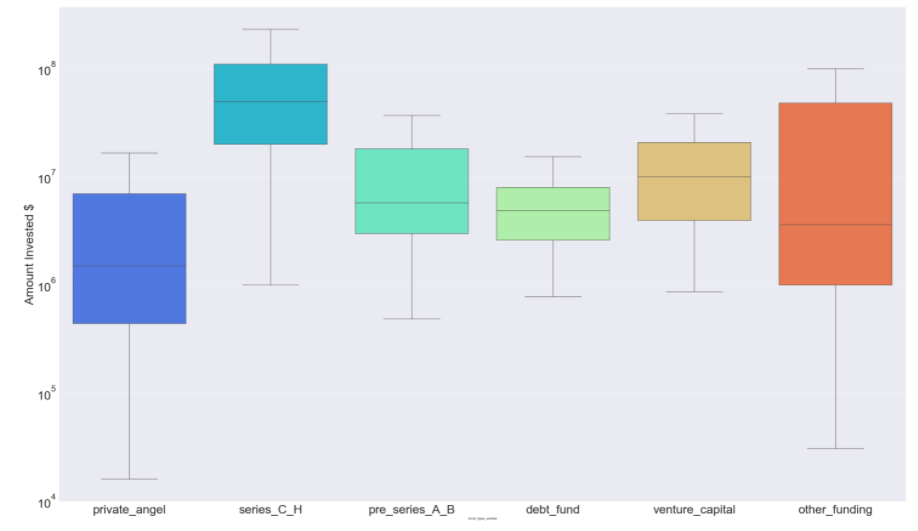 Amount Invested $
10^8
10^7
10^6
10^5
10^4
private_angel series_C_H pre_series_A_B debt_fund venture_capital other_funding